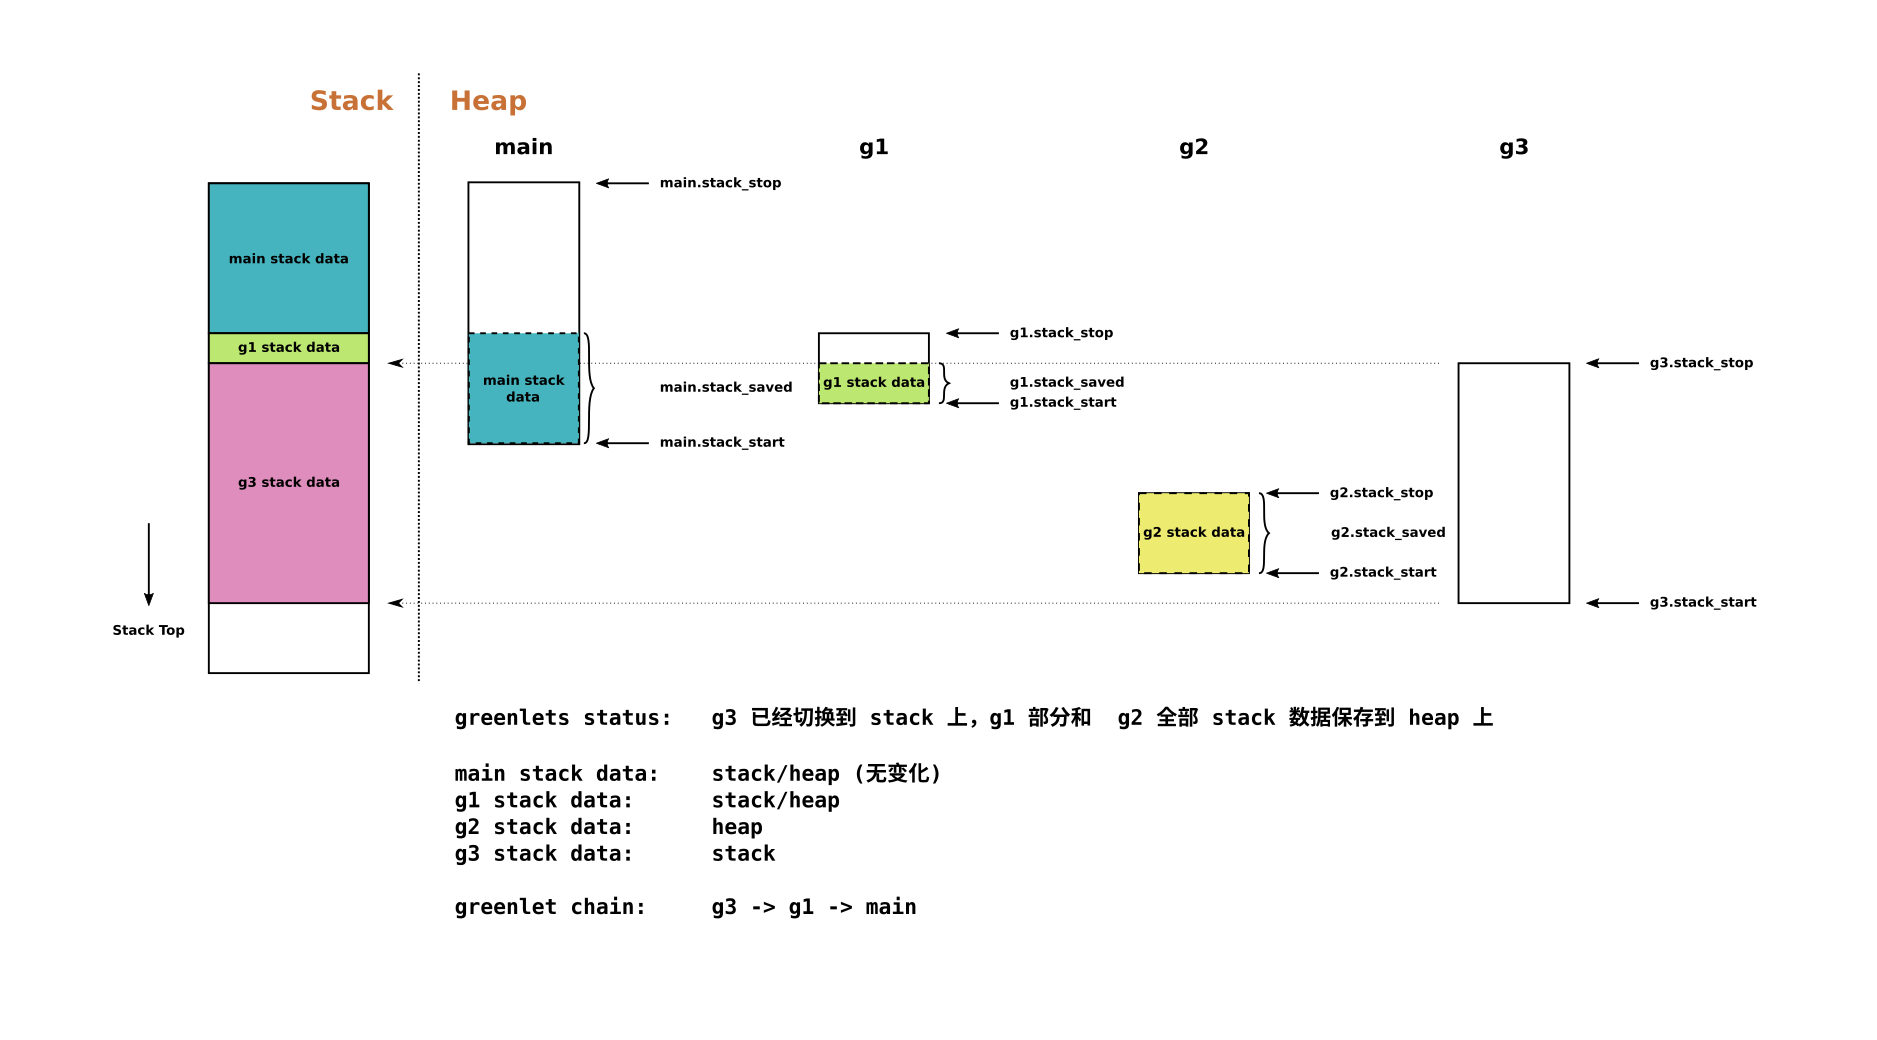 Stack
Heap
main
g1
g2
g3
main stack data
g1 stack data
g3 stack data
Stack Top
main.stack_stop
main stack
data
main.stack_saved
main.stack_start
g1.stack_stop
g1 stack data
g1.stack_saved
g1.stack_start
g2.stack_stop
g2 stack data
g2.stack_saved
g2.stack_start
g3.stack_stop
g3.stack_start
greenlets status: g3 已经切换到 stack 上，g1 部分和 g2 全部 stack 数据保存到 heap 上
main stack data: stack/heap (无变化)
g1 stack data: stack/heap
g2 stack data: heap
g3 stack data: stack
greenlet chain: g3 -> g1 -> main